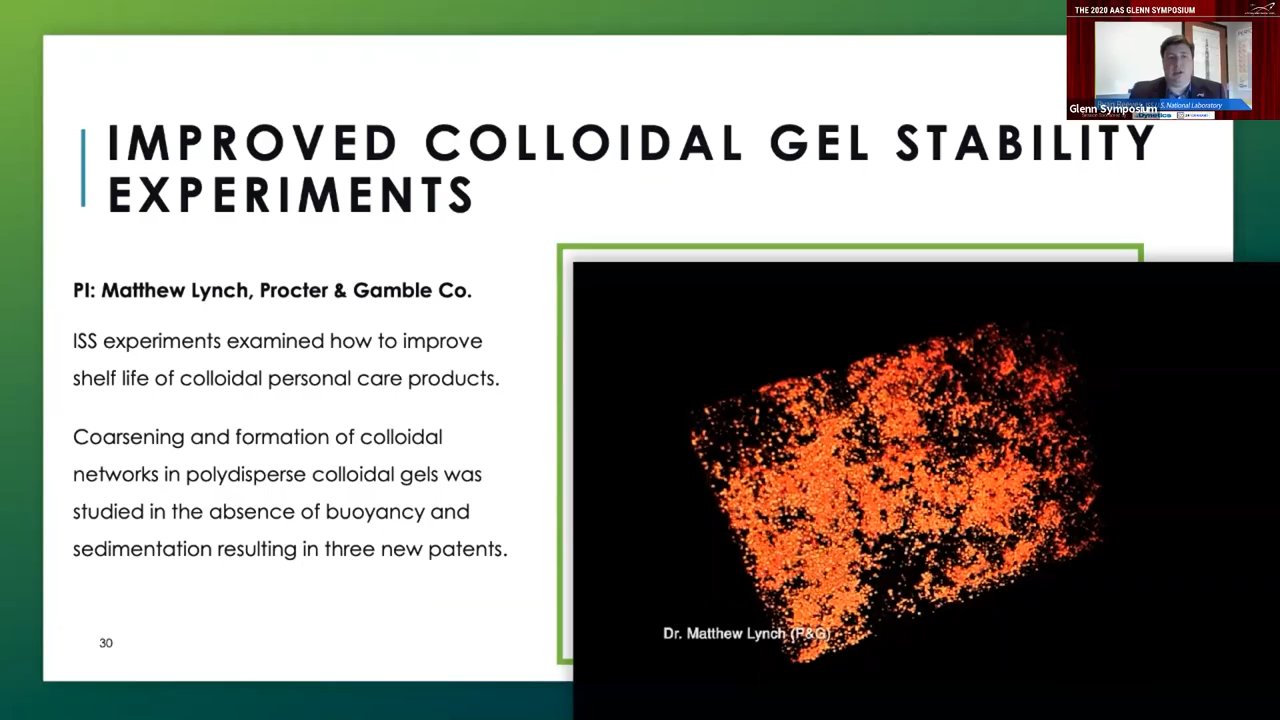 THE 2020 AAS GLENN SYMPOSIUM
U.S. National Laboratory
Glenn Symposium
Dynetics
IMPROVED COLLOIDAL GEL STABILITY
EXPERIMENTS
PI: Matthew Lynch, Procter & Gamble Co.
ISS experiments examined how to improve
shelf life of colloidal personal care products.
Coarsening and formation of colloidal
networks in polydisperse colloidal gels was
studied in the absence of buoyancy and
sedimentation resulting in three new patents.
Dr. Matthew Lynch (P&G)
30